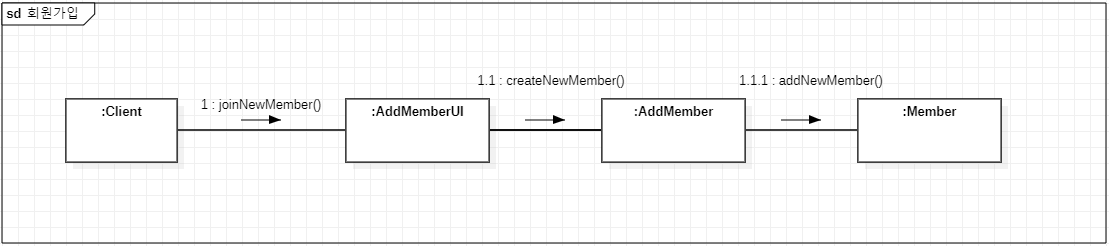 sd 회원가입
1 : joinNewMember()
1.1 : createNewMember()
1.1.1 : addNewMember()
:Client
:AddMemberUI
:AddMember
:Member